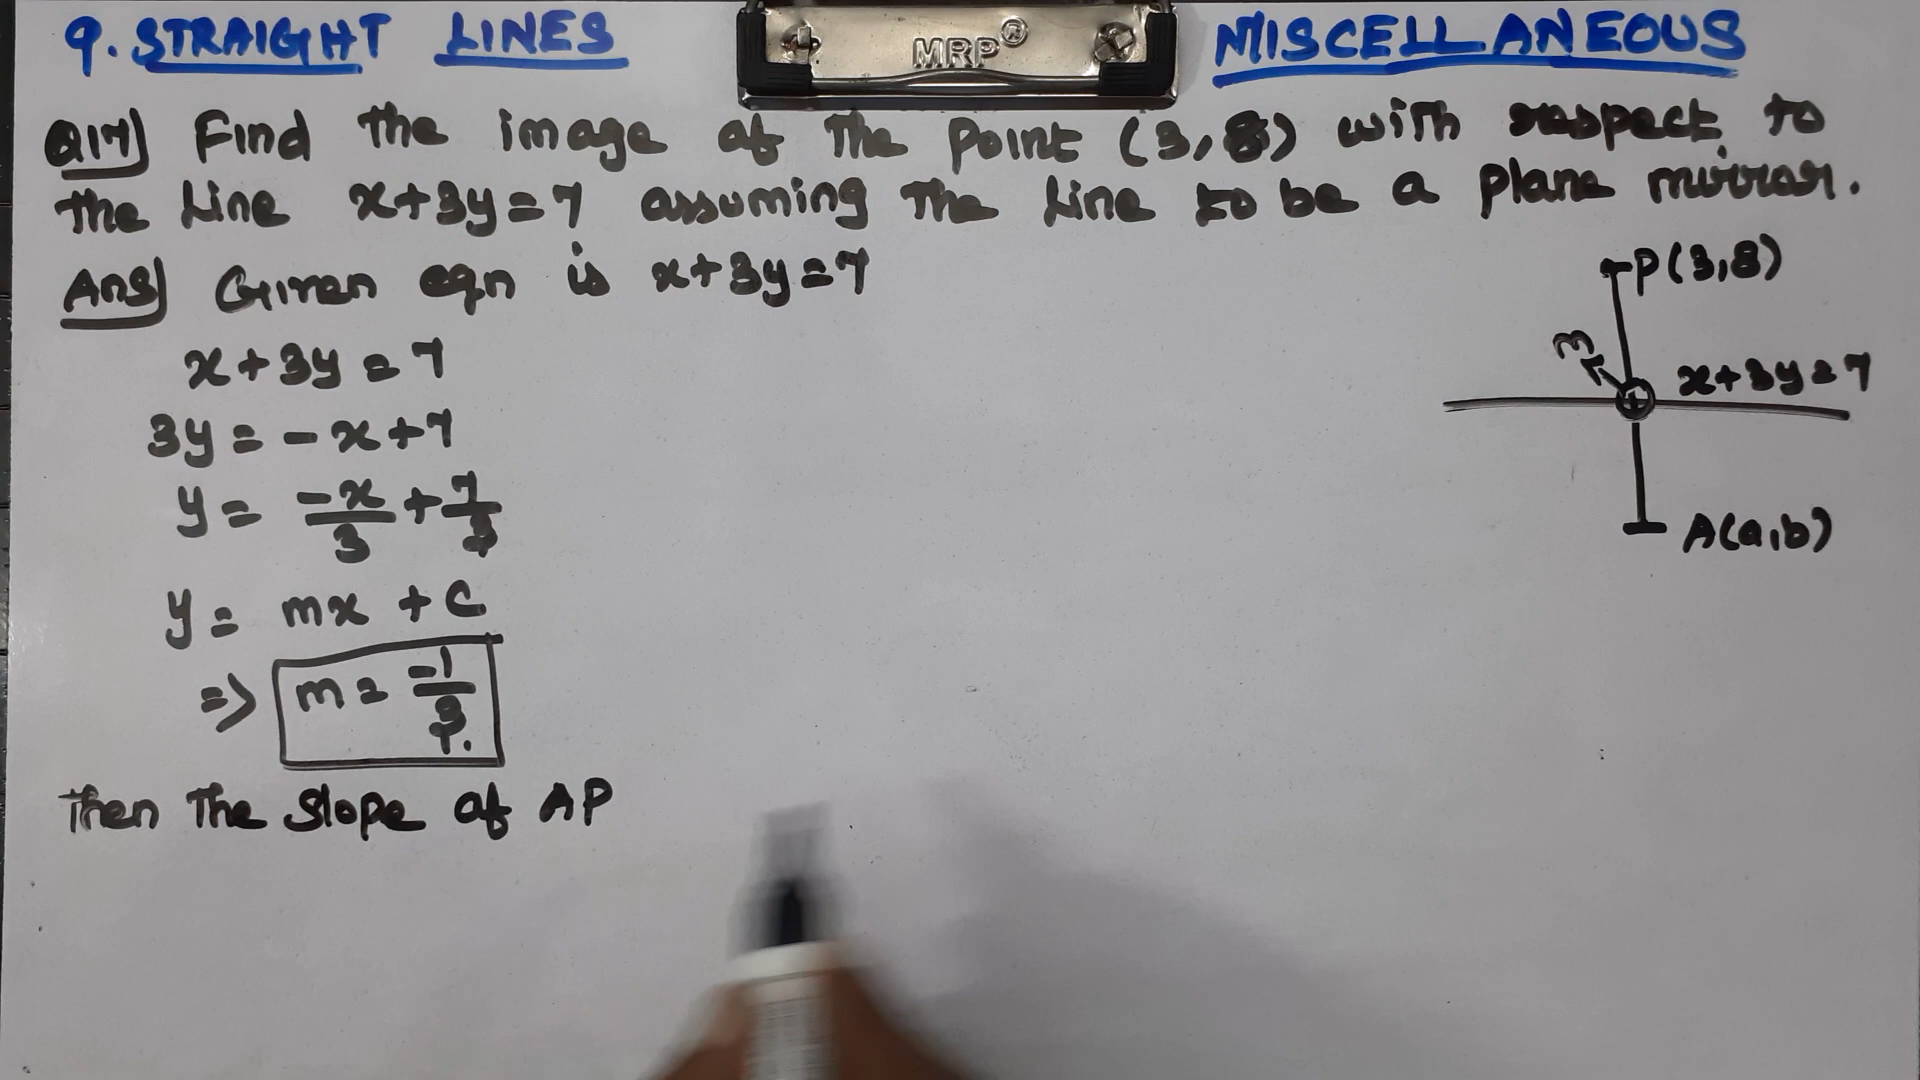 9. STRAIGHT LINES
MRP®
MISCELLANEOUS
Q17) Find the image of the point (3,8) with respect to
the line x+3y=7 assuming the line to be a plane mirror.
Ans) Given eqn is x+3y=7
x+3y=7
3y=-x+7
y= -x/3 + 7/3
y= mx+c
=> m= -1/3
Then the slope of AP
P(3,8)
m
x+3y=7
A(a,b)